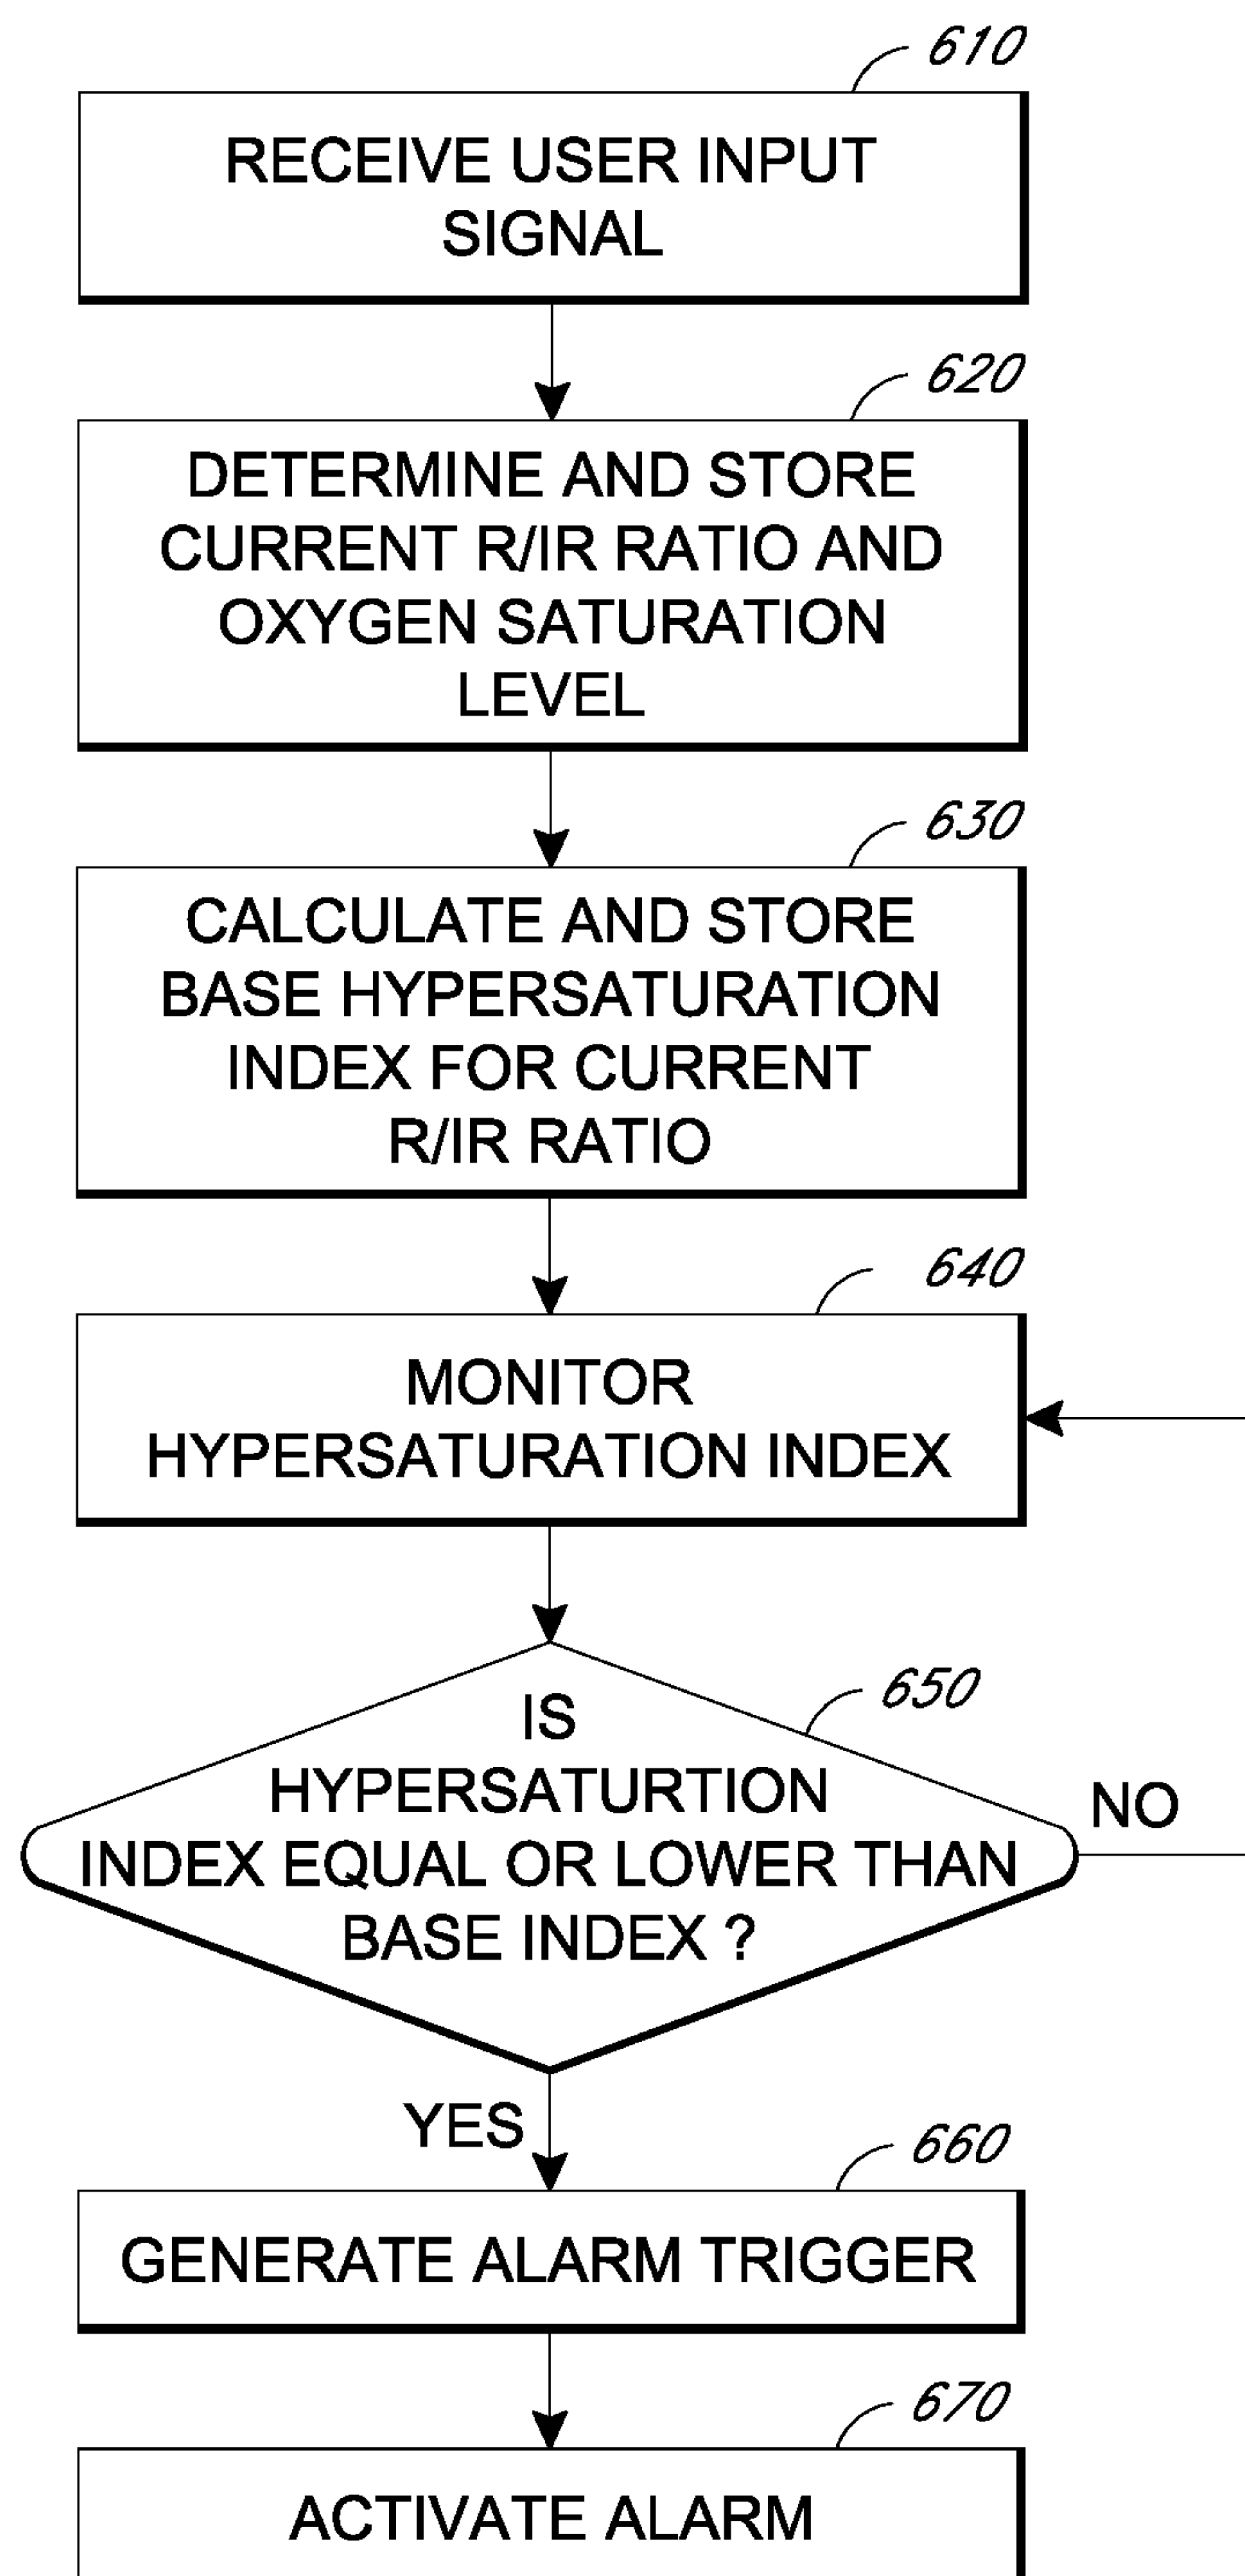 610
RECEIVE USER INPUT
SIGNAL
620
DETERMINE AND STORE
CURRENT R/IR RATIO AND
OXYGEN SATURATION
LEVEL
630
CALCULATE AND STORE
BASE HYPERSATURATION
INDEX FOR CURRENT
R/IR RATIO
640
MONITOR
HYPERSATURATION INDEX
650
IS
HYPERSATURTION
INDEX EQUAL OR LOWER THAN
BASE INDEX ?
NO
YES
660
GENERATE ALARM TRIGGER
670
ACTIVATE ALARM